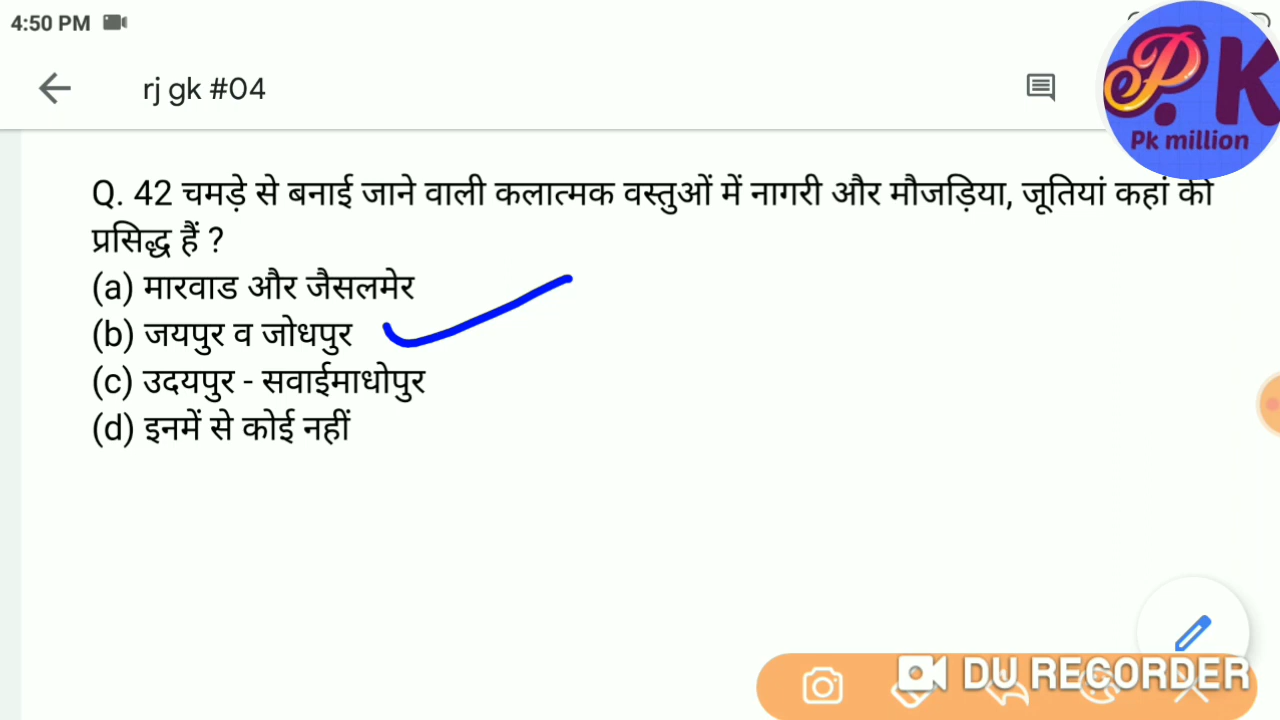 4:50 PM
rj gk #04
P.K
Pk million
Q. 42 चमड़े से बनाई जाने वाली कलात्मक वस्तुओं में नागरी और मौजड़िया, जूतियां कहां की
प्रसिद्ध हैं ?
(a) मारवाड और जैसलमेर
(b) जयपुर व जोधपुर
(c) उदयपुर - सवाईमाधोपुर
(d) इनमें से कोई नहीं
DU RECORDER